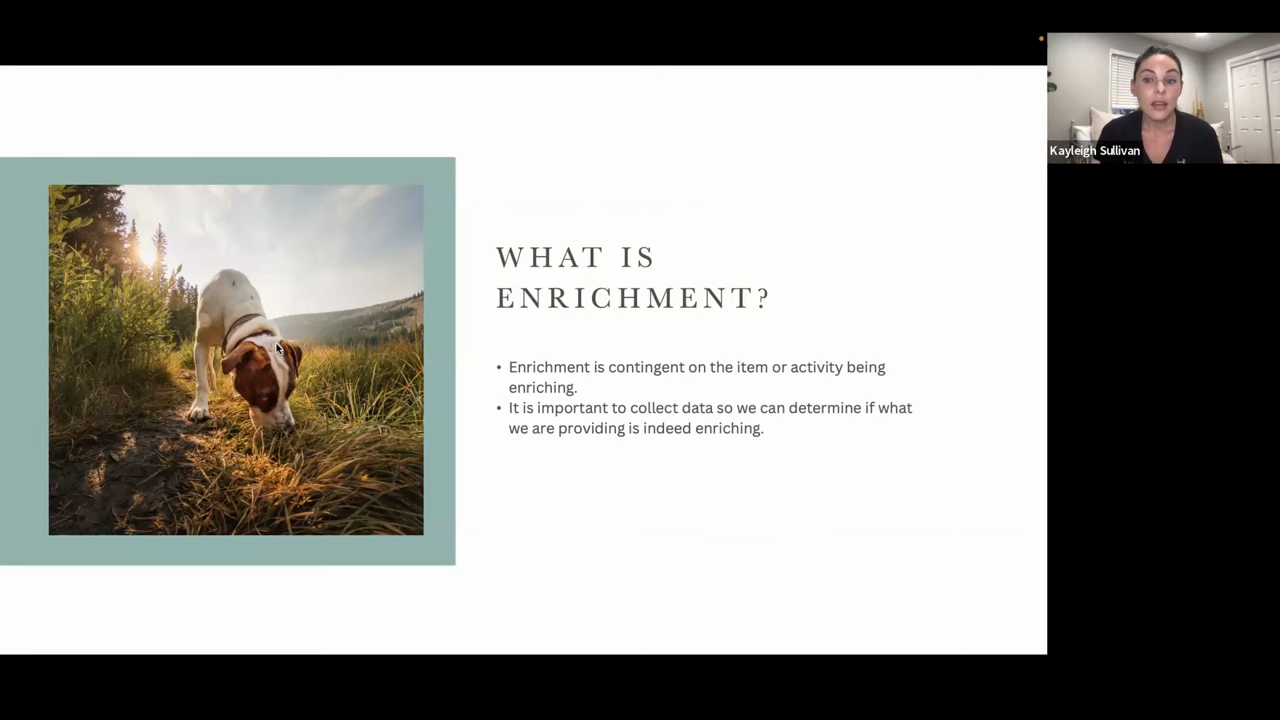 WHAT IS
ENRICHMENT?
• Enrichment is contingent on the item or activity being
enriching.
• It is important to collect data so we can determine if what
we are providing is indeed enriching.
Kayleigh Sullivan